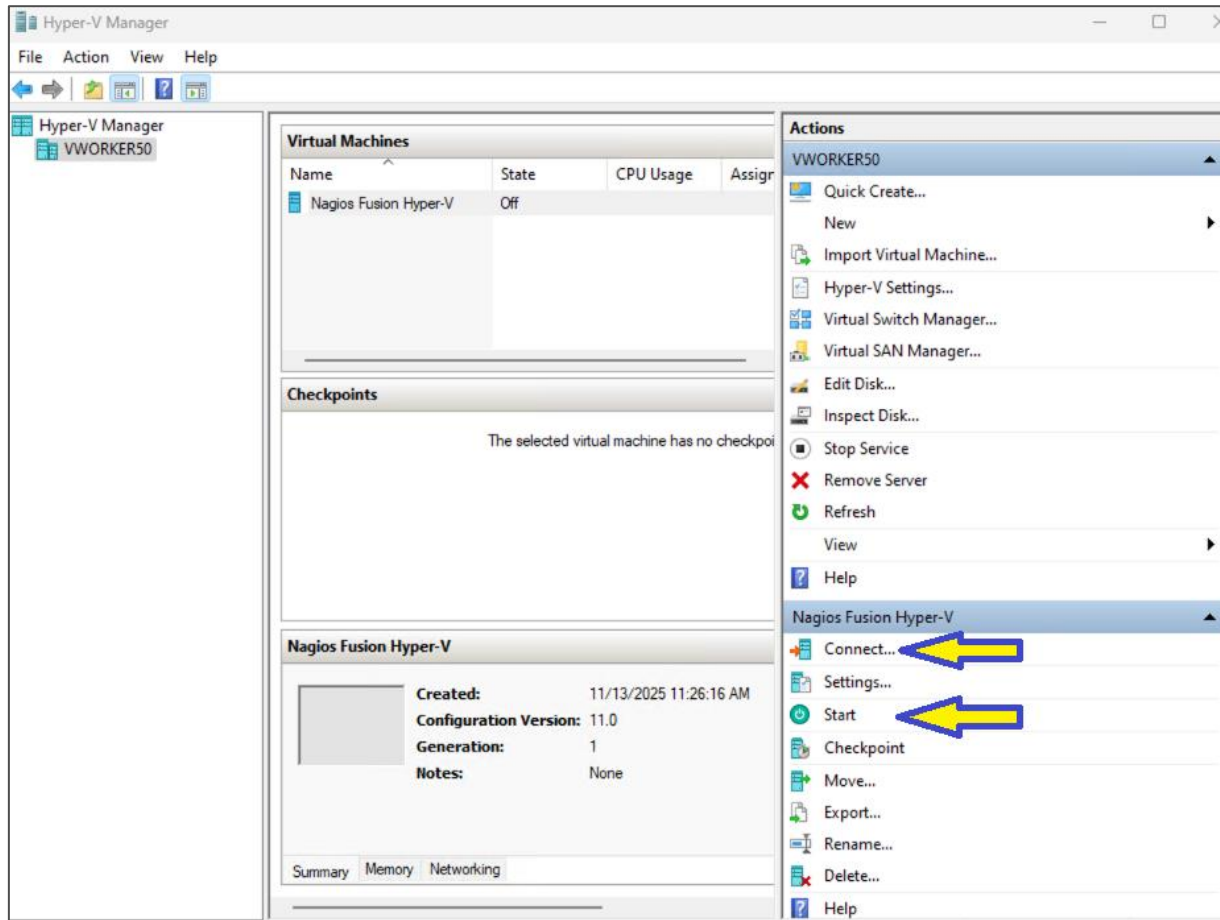 Hyper-V Manager
File Action View Help
Hyper-V Manager
VWORKER50
Virtual Machines
Name State CPU Usage Assign
Nagios Fusion Hyper-V Off
Checkpoints
The selected virtual machine has no checkpoi
Nagios Fusion Hyper-V
Created: 11/13/2025 11:26:16 AM
Configuration Version: 11.0
Generation: 1
Notes: None
Summary Memory Networking
Actions
VWORKER50
Quick Create...
New
Import Virtual Machine...
Hyper-V Settings...
Virtual Switch Manager...
Virtual SAN Manager...
Edit Disk...
Inspect Disk...
Stop Service
Remove Server
Refresh
View
Help
Nagios Fusion Hyper-V
Connect...
Settings...
Start
Checkpoint
Move...
Export...
Rename...
Delete...
Help